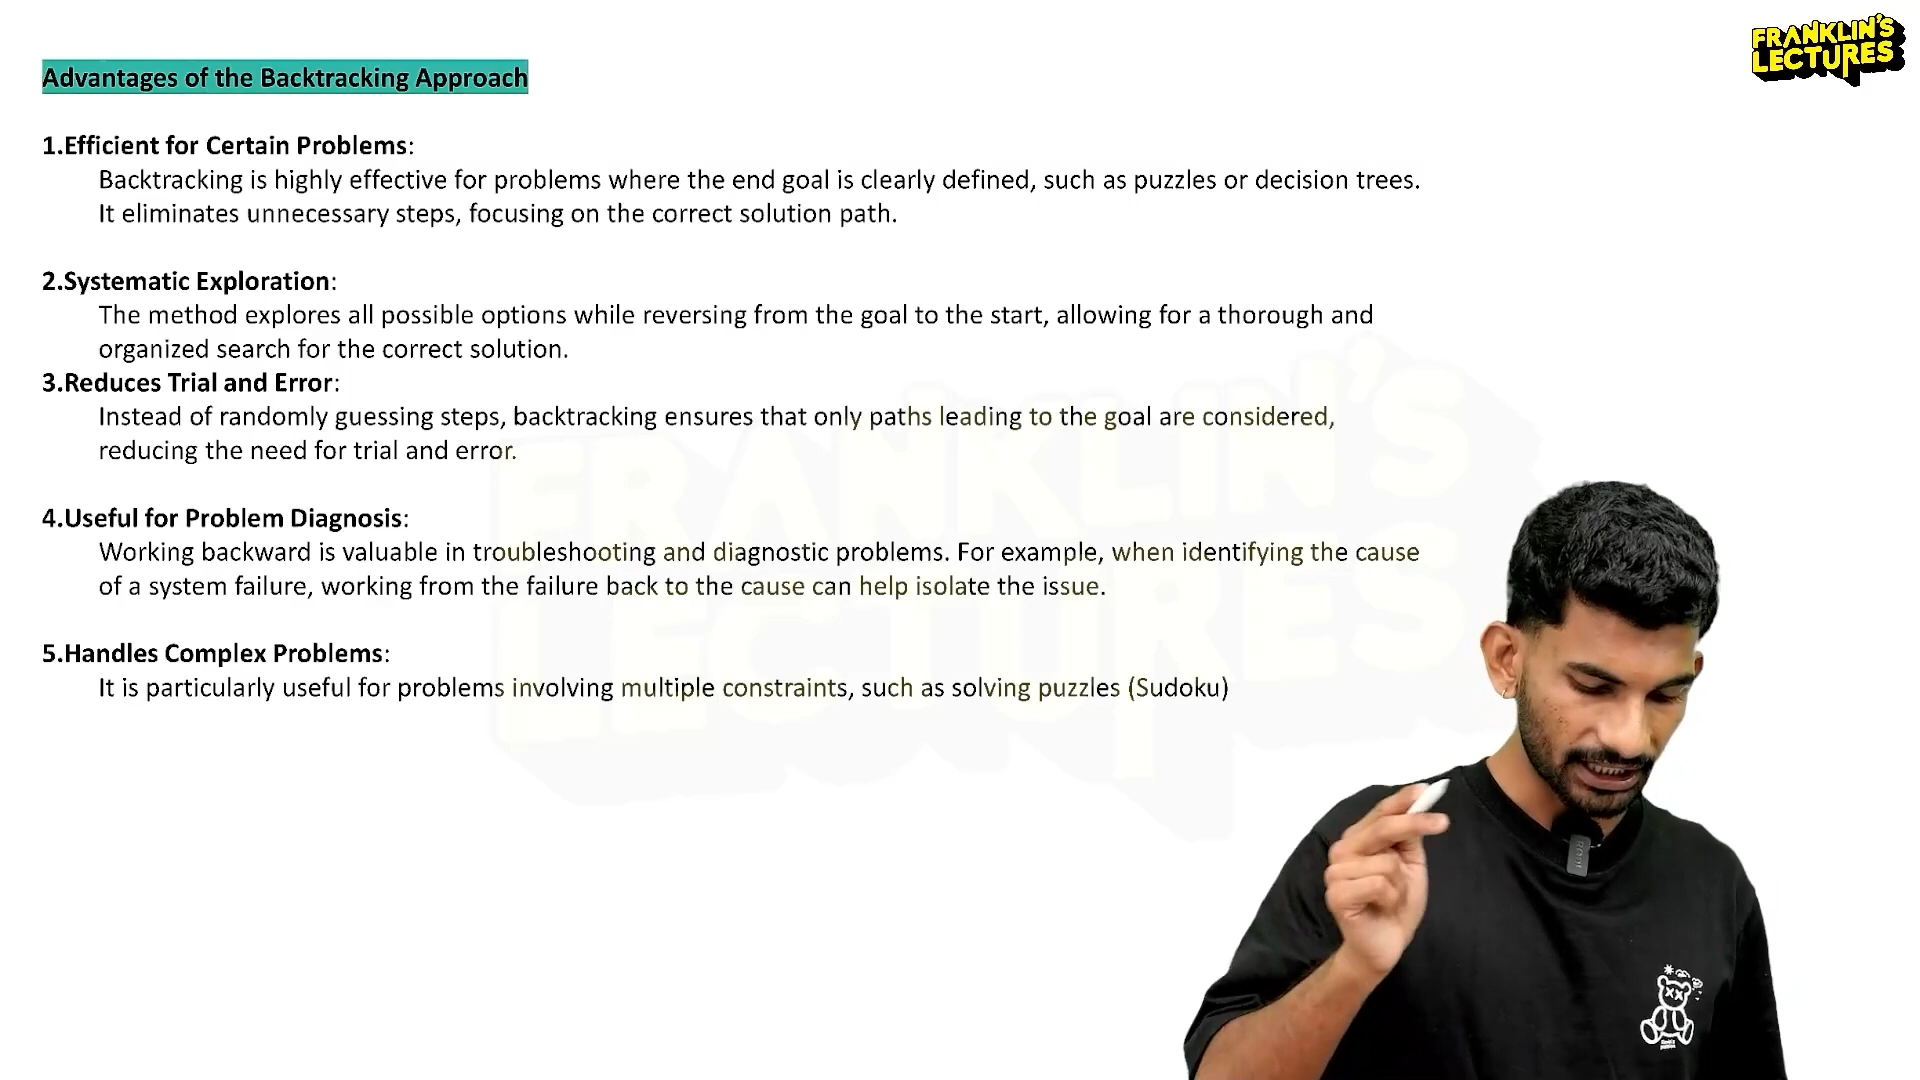 FRANKLIN'S
LECTURES
Advantages of the Backtracking Approach
1.Efficient for Certain Problems:
Backtracking is highly effective for problems where the end goal is clearly defined, such as puzzles or decision trees.
It eliminates unnecessary steps, focusing on the correct solution path.
2.Systematic Exploration:
The method explores all possible options while reversing from the goal to the start, allowing for a thorough and
organized search for the correct solution.
3.Reduces Trial and Error:
Instead of randomly guessing steps, backtracking ensures that only paths leading to the goal are considered,
reducing the need for trial and error.
4.Useful for Problem Diagnosis:
Working backward is valuable in troubleshooting and diagnostic problems. For example, when identifying the cause
of a system failure, working from the failure back to the cause can help isolate the issue.
5.Handles Complex Problems:
It is particularly useful for problems involving multiple constraints, such as solving puzzles (Sudoku)
FRANKLIN'S
LECTURES